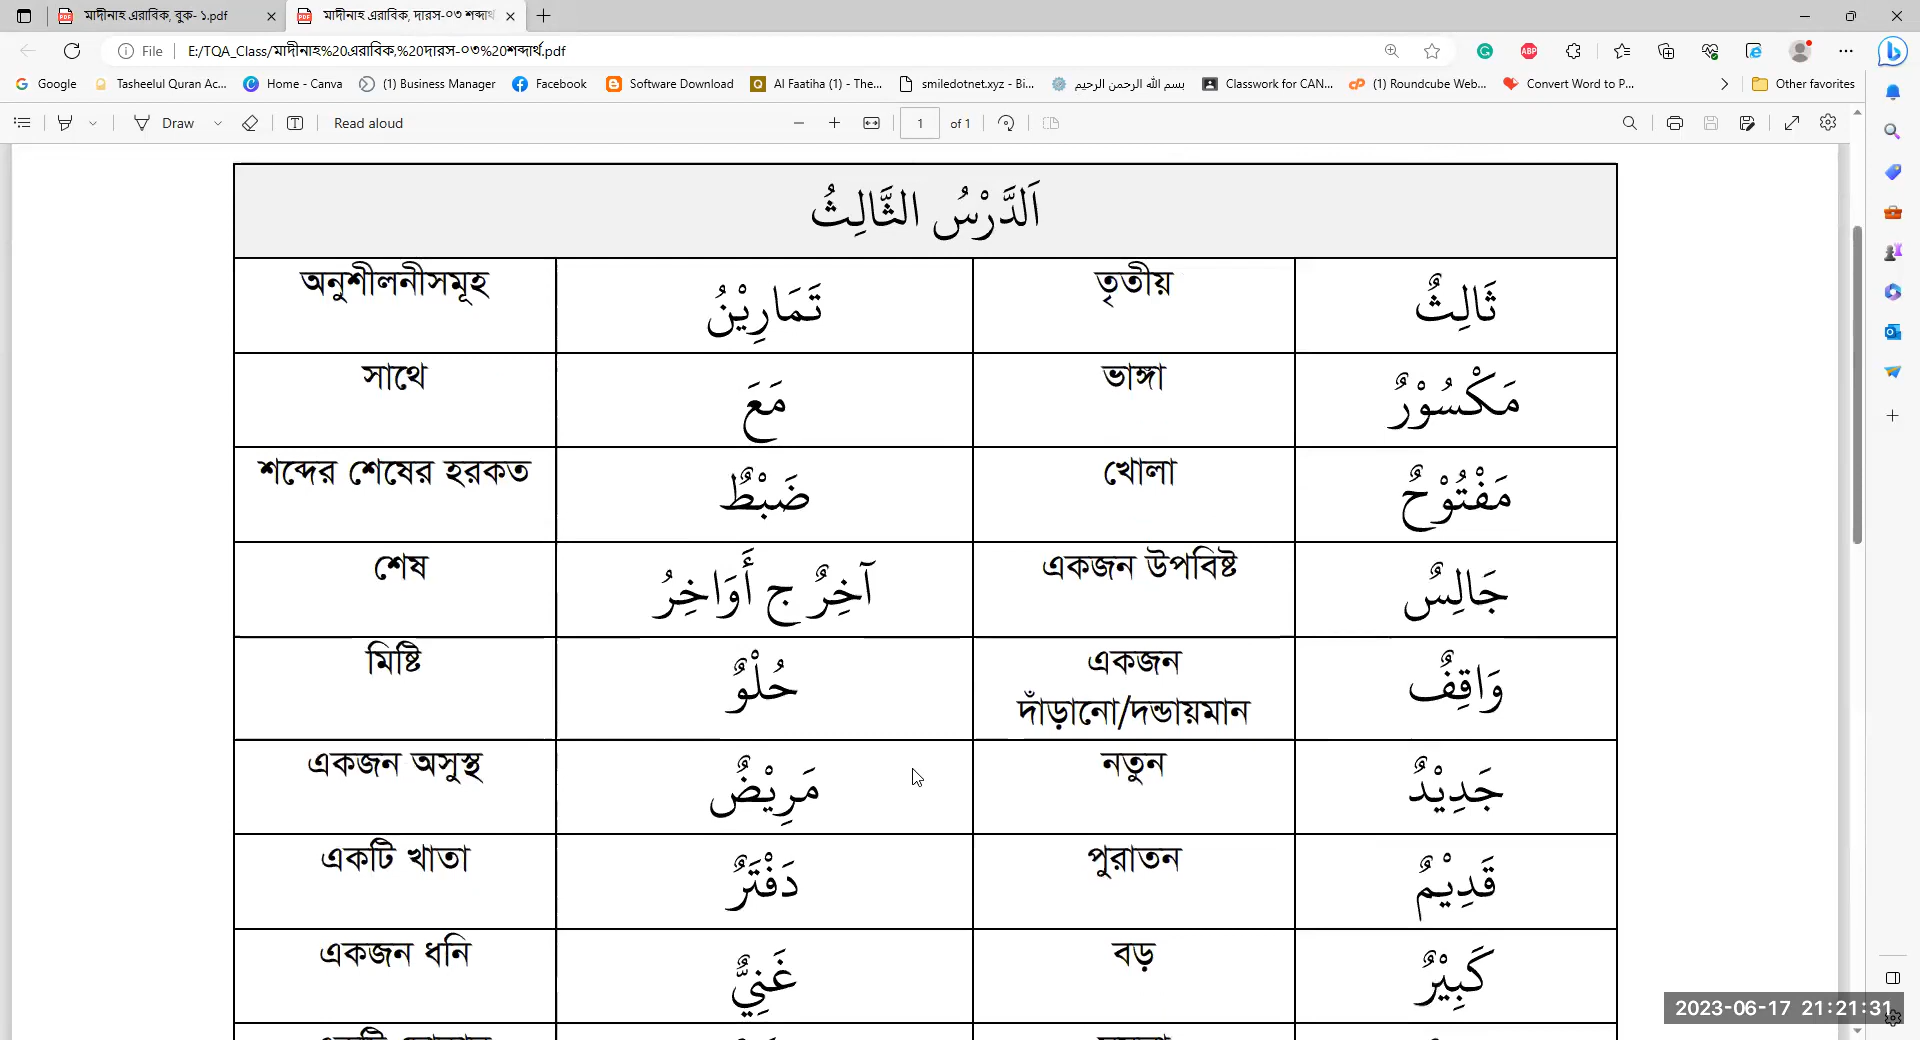 মাদীনাহ এরাবিক, বুক- ১.pdf
মাদীনাহ এরাবিক, দারস-০৩ শব্দার্থ
File
E:/TQA_Class/মাদীনাহ%20এরাবিক,%20দারস-০৩%20শব্দার্থ.pdf
Google
Tasheelul Quran Ac...
Home - Canva
(1) Business Manager
Facebook
Software Download
Al Faatiha (1) - The...
smiledotnet.xyz - Bi...
بسم الله الرحمن الرحيم
Classwork for CAN...
(1) Roundcube Web...
Convert Word to P...
Other favorites
Draw
Read aloud
1
of 1
اَلدَّرْسُ الثَّالِثُ
অনুশীলনীসমূহ
تَمَارِيْنُ
তৃতীয়
ثَالِثٌ
সাথে
مَعَ
ভাঙ্গা
مَكْسُوْرٌ
শব্দের শেষের হরকত
ضَبْطٌ
খোলা
مَفْتُوْحٌ
শেষ
آخِرٌ ج أَوَاخِرُ
একজন উপবিষ্ট
جَالِسٌ
মিষ্টি
حُلْوٌ
একজন
দাঁড়ানো/দন্ডায়মান
وَاقِفٌ
একজন অসুস্থ
مَرِيْضٌ
নতুন
جَدِيْدٌ
একটি খাতা
دَفْتَرٌ
পুরাতন
قَدِيْمٌ
একজন ধনি
غَنِيٌّ
বড়
كَبِيْرٌ
2023-06-17 21:21:31